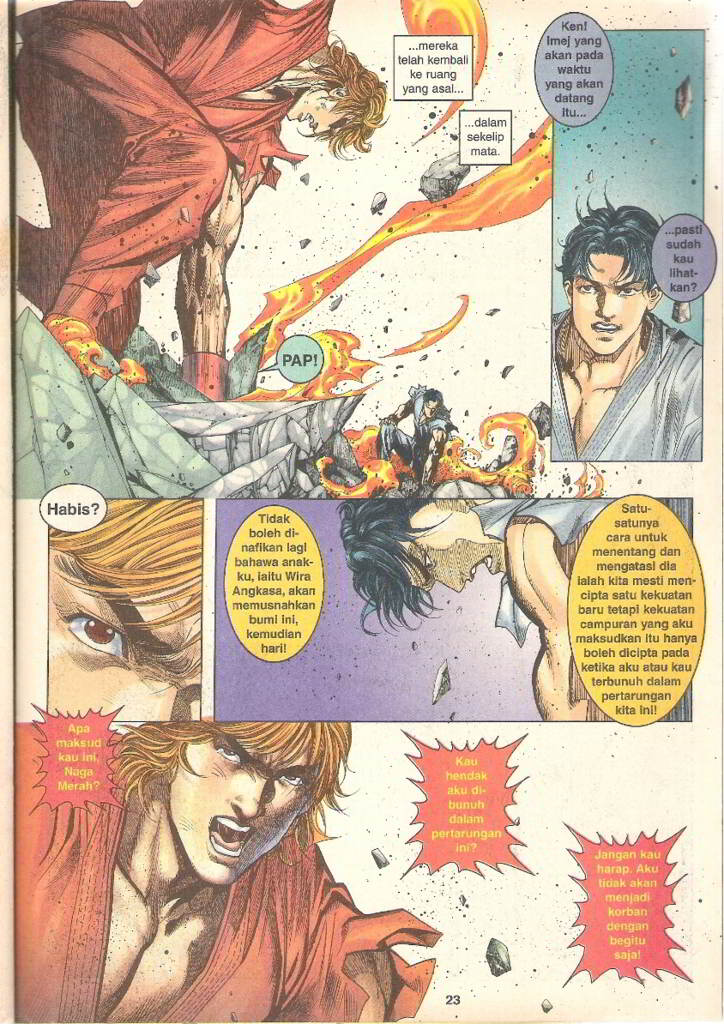 ...mereka
telah kembali
ke ruang
yang asal...
...dalam
sekelip
mata.
Ken!
Imej yang
akan pada
waktu
yang akan
datang
itu...
...pasti
sudah
kau
lihat-
kan?
PAP!
Habis?
Tidak
boleh di-
nafikan lagi
bahawa anak-
ku, iaitu Wira
Angkasa, akan
memusnahkan
bumi ini,
kemudian
hari!
Satu-
satunya
cara untuk
menentang dan
mengatasi dia
ialah kita mesti men-
cipta satu kekuatan
baru tetapi kekuatan
campuran yang aku
maksudkan itu hanya
boleh dicipta pada
ketika aku atau kau
terbunuh dalam
pertarungan
kita ini!
Apa
maksud
kau ini,
Naga
Merah?
Kau
hendak
aku di-
bunuh
dalam
pertarungan
ini?
Jangan kau
harap. Aku
tidak akan
menjadi
korban
dengan
begitu
saja!
23